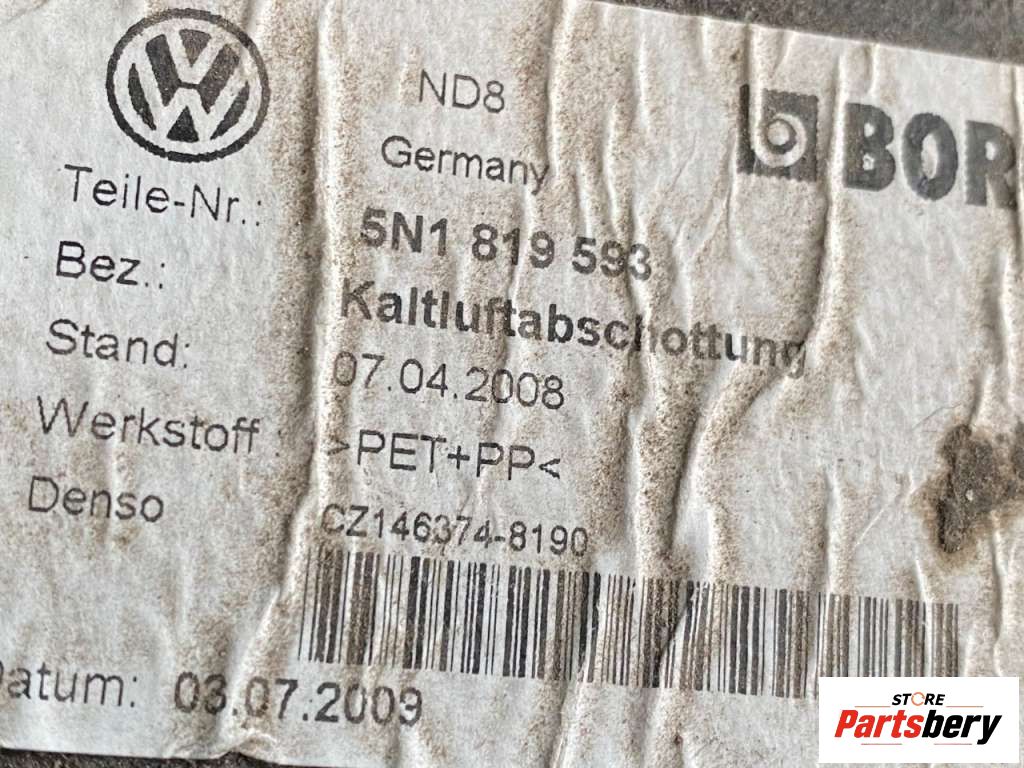 ND8
Germany
BOR
Teile-Nr.: 5N1 819 593
Bez.: Kaltluftabschottung
Stand: 07.04.2008
Werkstoff : >PET+PP<
Denso CZ146374-8190
Datum: 03.07.2009
STORE
Partsbery